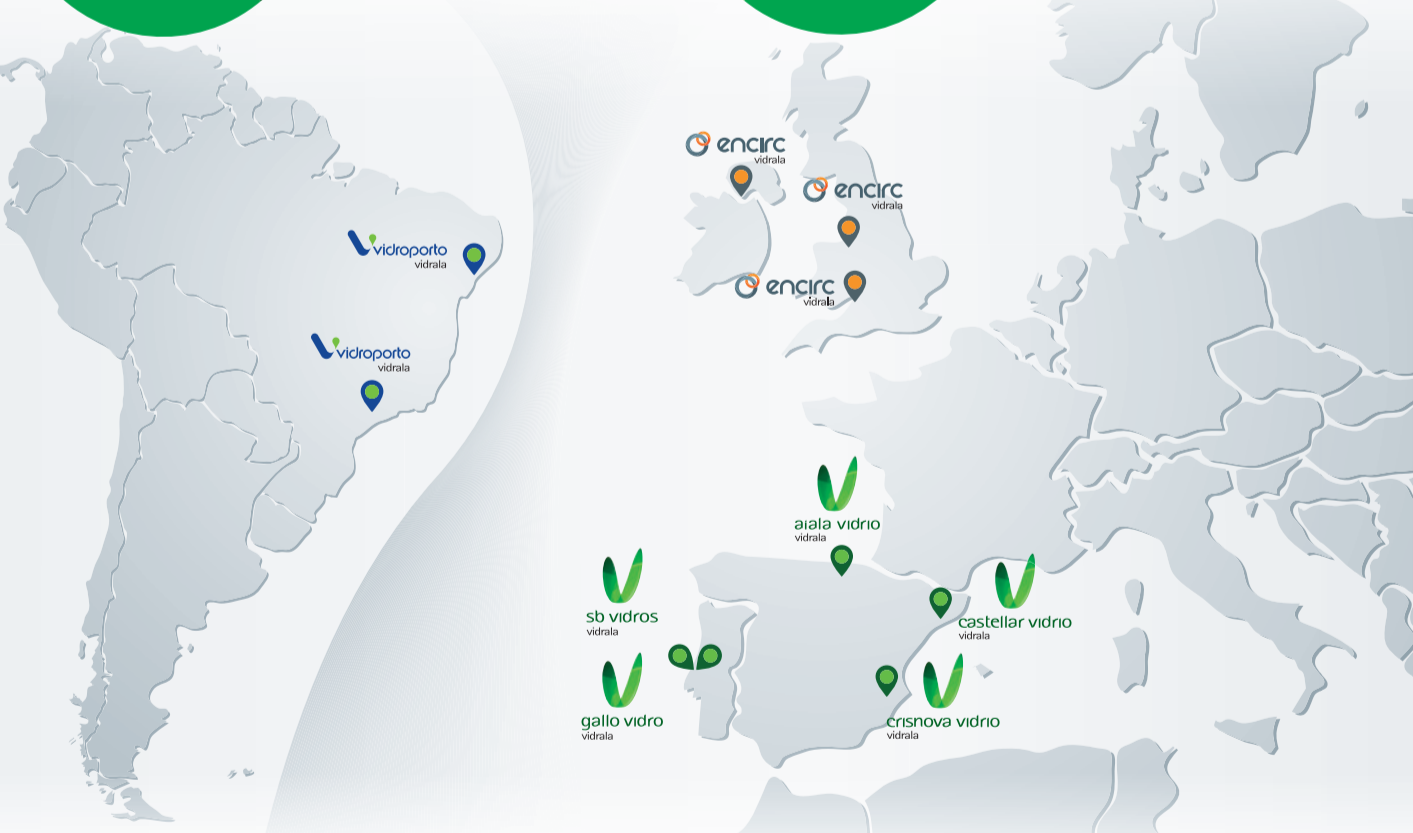 encirc
vidrala
encirc
vidrala
vidroporto
vidrala
encirc
vidrala
vidroporto
vidrala
aiala vidrio
vidrala
sb vidros
vidrala
castellar vidrio
vidrala
gallo vidro
vidrala
crisnova vidrio
vidrala